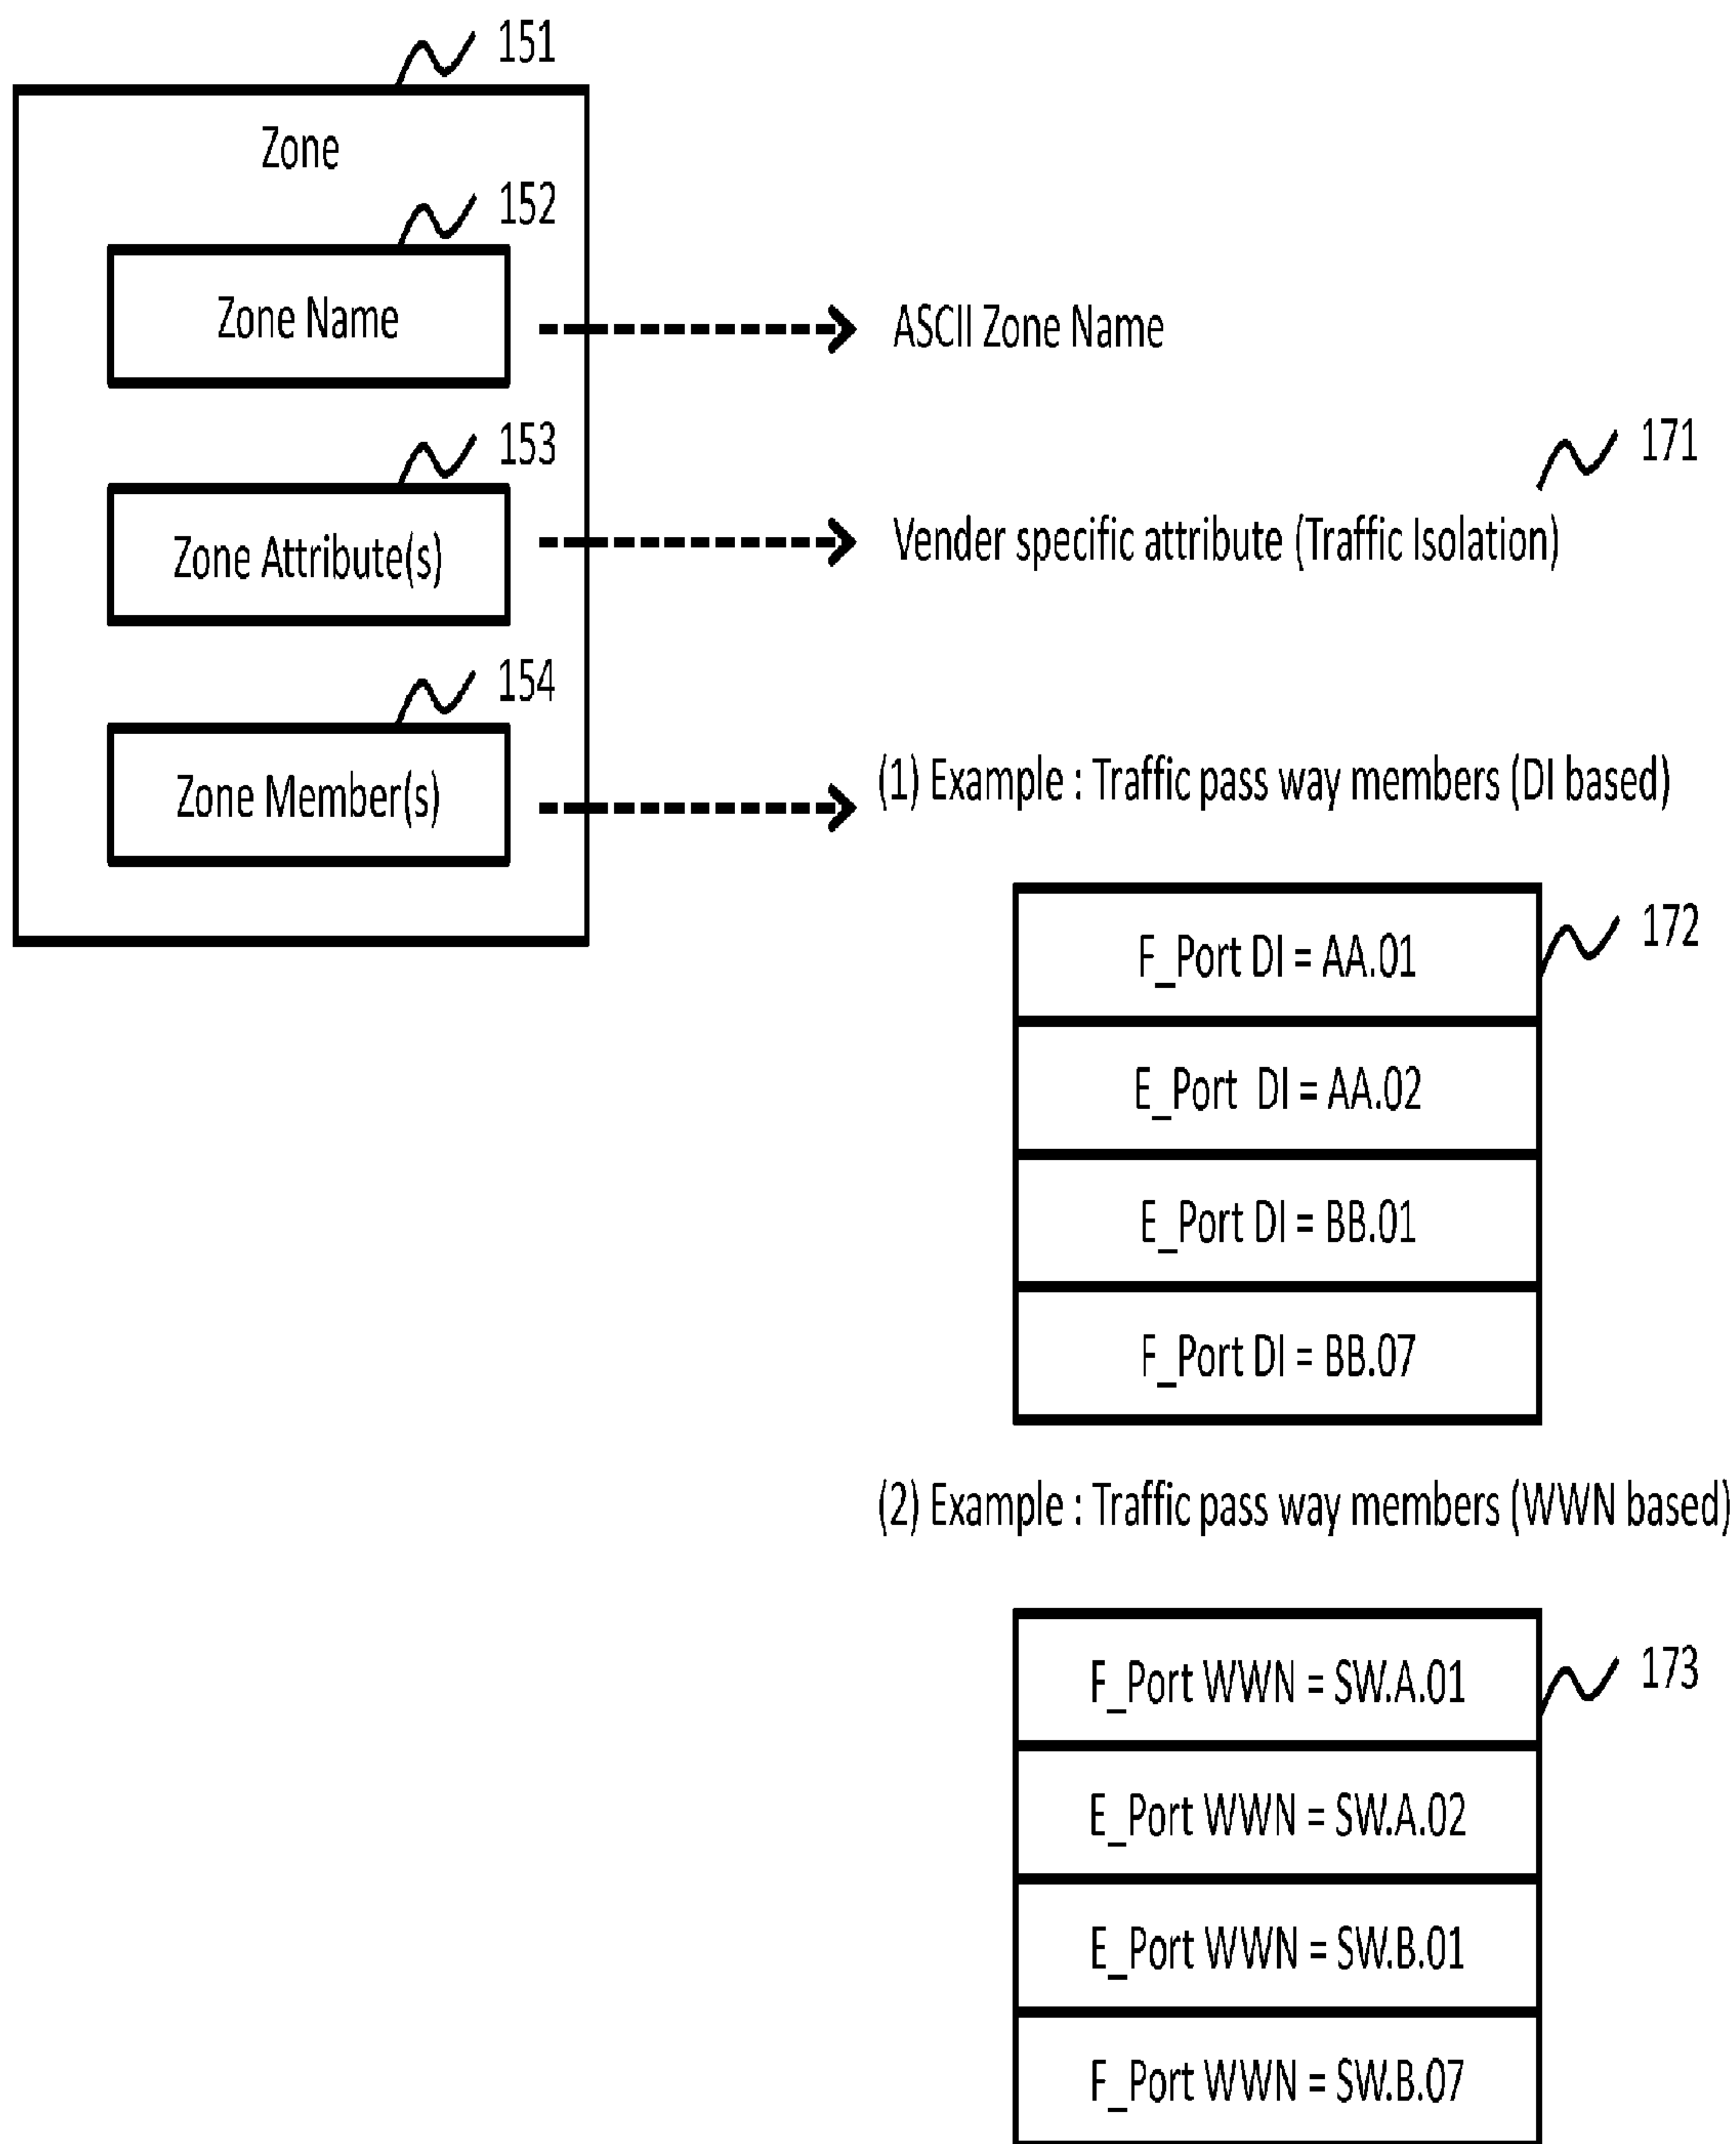 151
Zone
152
Zone Name
ASCII Zone Name
153
171
Zone Attribute(s)
Vender specific attribute (Traffic Isolation)
154
Zone Member(s)
(1) Example : Traffic pass way members (DI based)
172
F_Port DI = AA.01
E_Port  DI = AA.02
E_Port DI = BB.01
F_Port DI = BB.07
(2) Example : Traffic pass way members (WWN based)
173
F_Port WWN = SW.A.01
E_Port WWN = SW.A.02
E_Port WWN = SW.B.01
F_Port WWN = SW.B.07